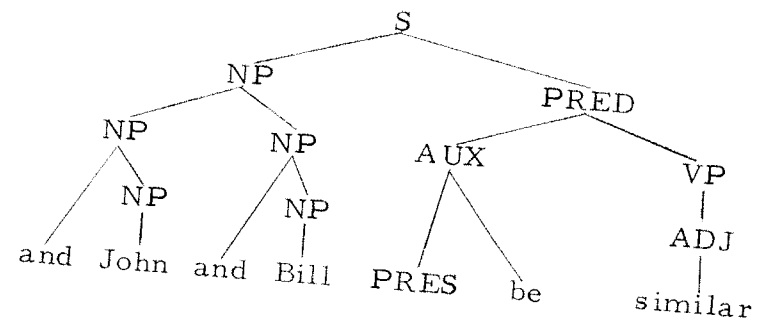 S
NP PRED
NP NP AUX VP
NP NP ADJ
and John and Bill PRES be similar